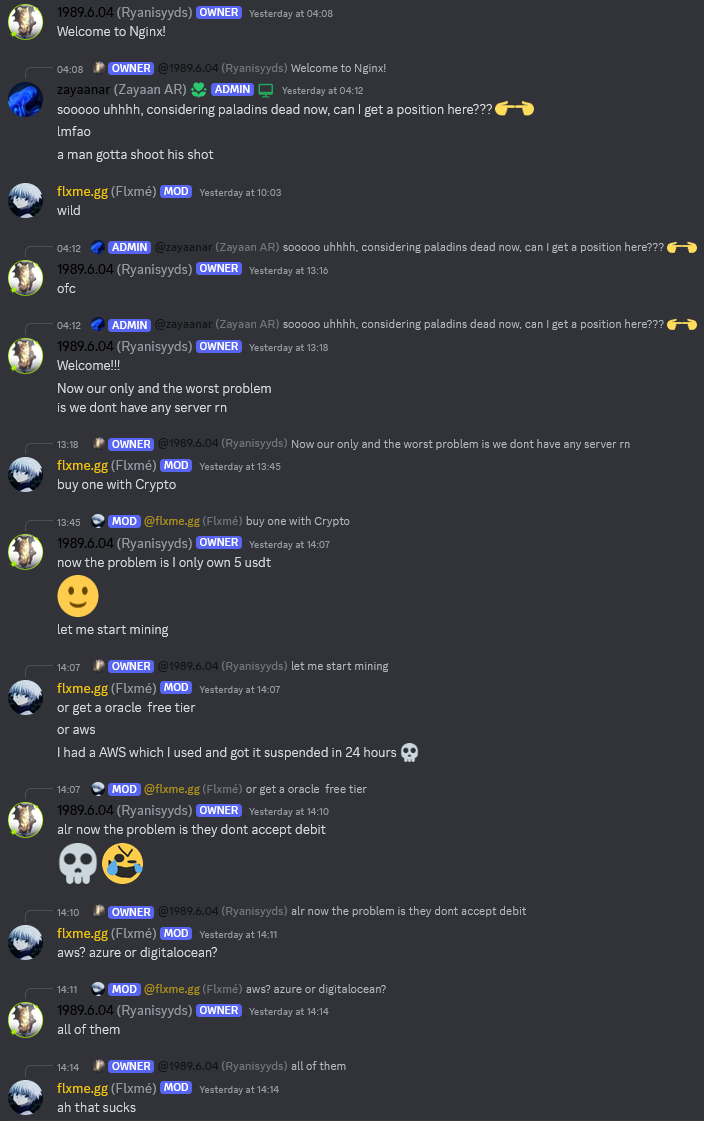 1989.6.04 (Ryanisyyds) OWNER Yesterday at 04:08
Welcome to Nginx!
04:08 OWNER @1989.6.04 (Ryanisyyds) Welcome to Nginx!
zayaanar (Zayaan AR) ADMIN Yesterday at 04:12
sooooo uhhhh, considering paladins dead now, can I get a position here???
lmfao
a man gotta shoot his shot
flxme.gg (Flxmé) MOD Yesterday at 10:03
wild
04:12 ADMIN @zayaanar (Zayaan AR) sooooo uhhhh, considering paladins dead now, can I get a position here???
1989.6.04 (Ryanisyyds) OWNER Yesterday at 13:16
ofc
04:12 ADMIN @zayaanar (Zayaan AR) sooooo uhhhh, considering paladins dead now, can I get a position here???
1989.6.04 (Ryanisyyds) OWNER Yesterday at 13:18
Welcome!!!
Now our only and the worst problem
is we dont have any server rn
13:18 OWNER @1989.6.04 (Ryanisyyds) Now our only and the worst problem is we dont have any server rn
flxme.gg (Flxmé) MOD Yesterday at 13:45
buy one with Crypto
13:45 MOD @flxme.gg (Flxmé) buy one with Crypto
1989.6.04 (Ryanisyyds) OWNER Yesterday at 14:07
now the problem is I only own 5 usdt
let me start mining
14:07 OWNER @1989.6.04 (Ryanisyyds) let me start mining
flxme.gg (Flxmé) MOD Yesterday at 14:07
or get a oracle free tier
or aws
I had a AWS which I used and got it suspended in 24 hours
14:07 MOD @flxme.gg (Flxmé) or get a oracle free tier
1989.6.04 (Ryanisyyds) OWNER Yesterday at 14:10
alr now the problem is they dont accept debit
14:10 OWNER @1989.6.04 (Ryanisyyds) alr now the problem is they dont accept debit
flxme.gg (Flxmé) MOD Yesterday at 14:11
aws? azure or digitalocean?
14:11 MOD @flxme.gg (Flxmé) aws? azure or digitalocean?
1989.6.04 (Ryanisyyds) OWNER Yesterday at 14:14
all of them
14:14 OWNER @1989.6.04 (Ryanisyyds) all of them
flxme.gg (Flxmé) MOD Yesterday at 14:14
ah that sucks